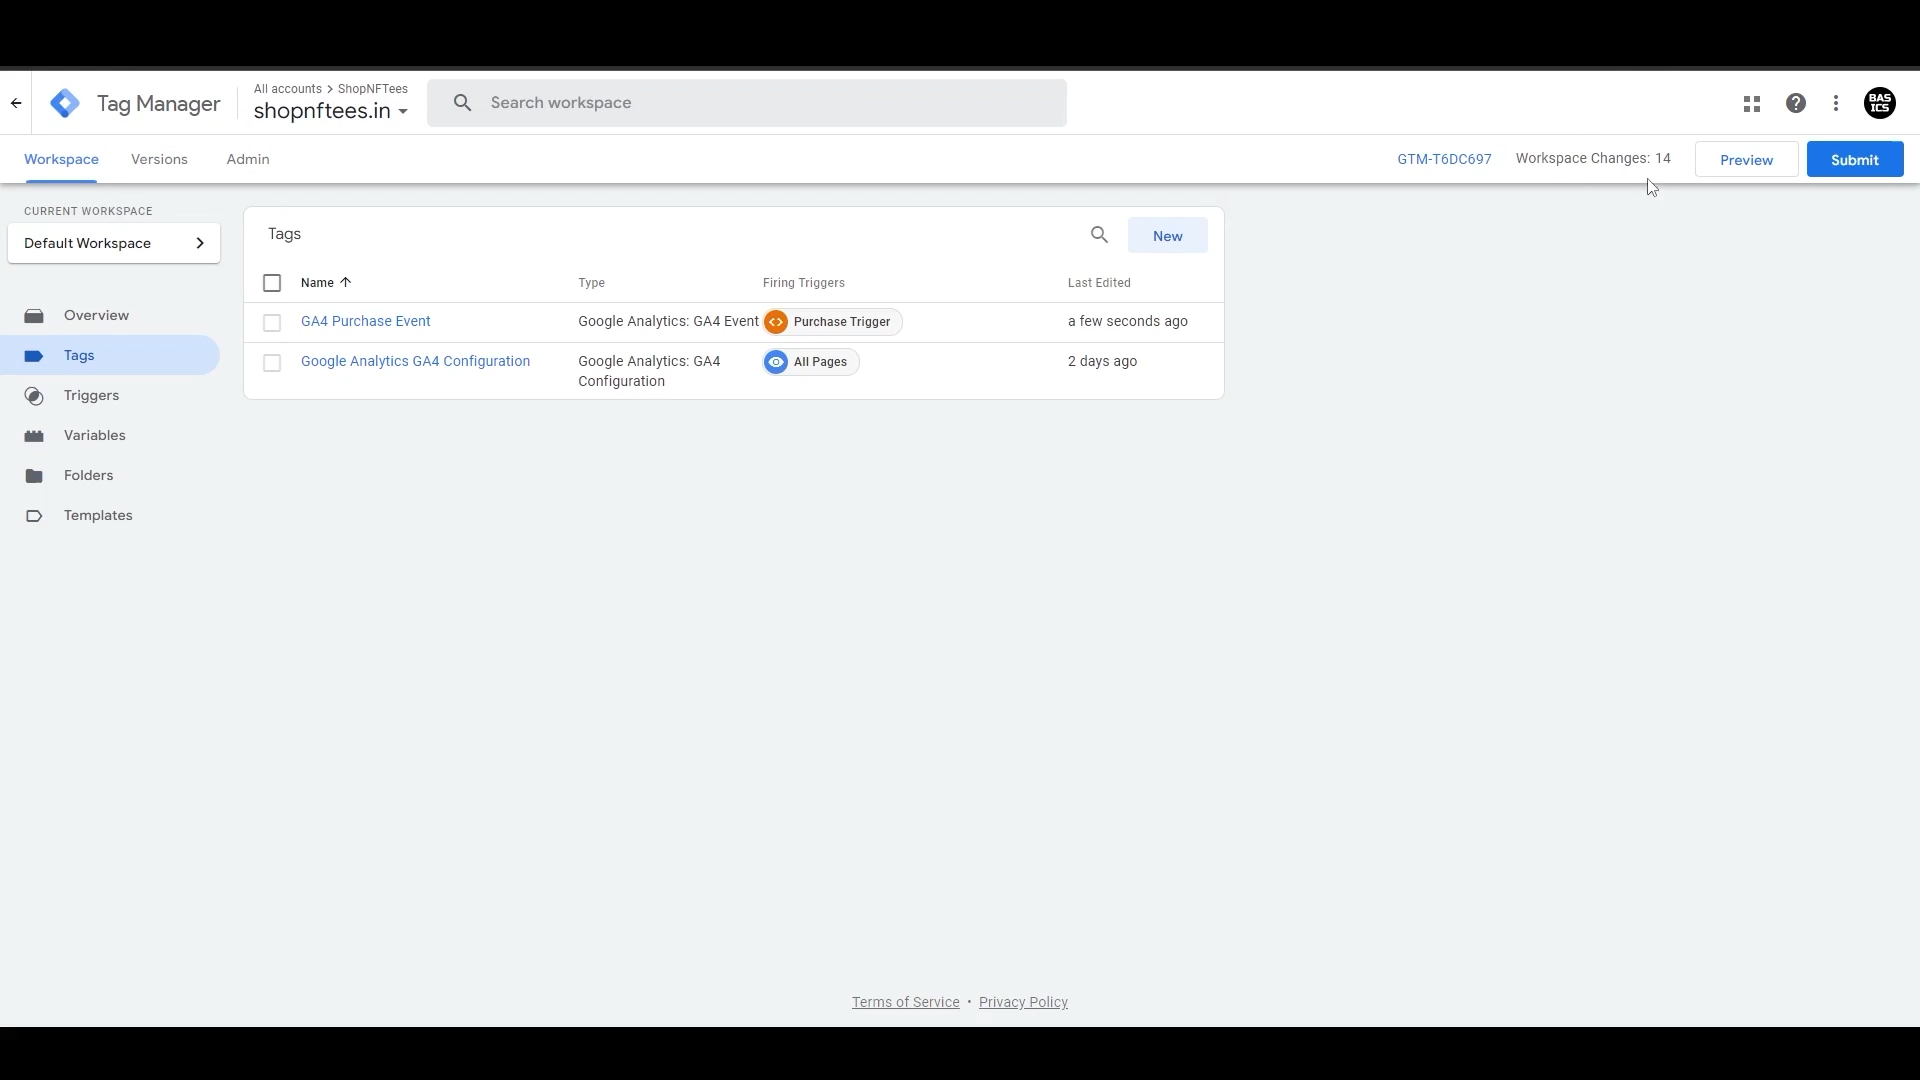 All accounts > ShopNFTees
Tag Manager
shopnftees.in
Search workspace
BAS
ICS
Workspace
Versions
Admin
GTM-T6DC697
Workspace Changes: 14
Preview
Submit
CURRENT WORKSPACE
Default Workspace
Overview
Tags
Triggers
Variables
Folders
Templates
Tags
New
Name
Type
Firing Triggers
Last Edited
GA4 Purchase Event
Google Analytics: GA4 Event
Purchase Trigger
a few seconds ago
Google Analytics GA4 Configuration
Google Analytics: GA4
Configuration
All Pages
2 days ago
Terms of Service • Privacy Policy